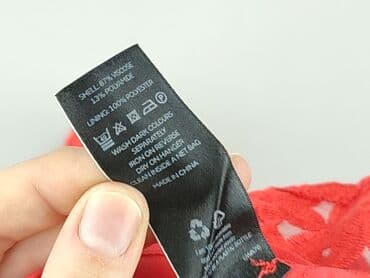 SHELL: 87% VISCOSE
13% POLYAMIDE
LINING: 100% POLYESTER
WASH DARK COLOURS
SEPARATELY
IRON ON REVERSE
DRY ON HANGER
CLEAN INSIDE A NET BAG
MADE IN CHINA